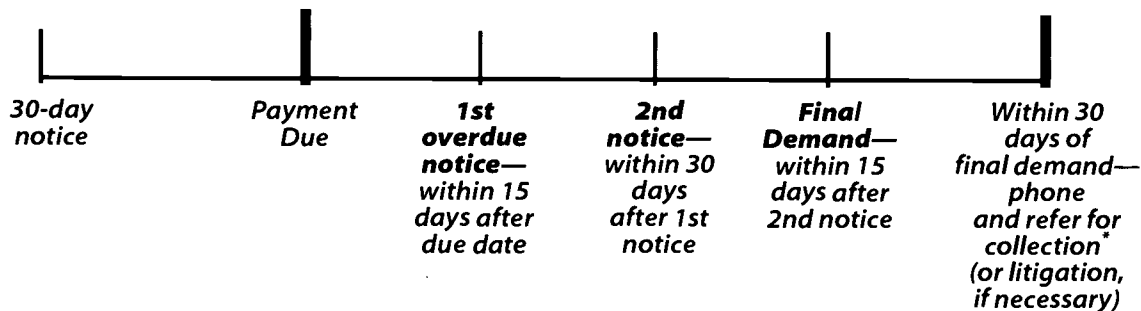 30-day
notice
Payment
Due
1st
overdue
notice—
within 15
days after
due date
2nd
notice—
within 30
days
after 1st
notice
Final
Demand—
within 15
days after
2nd notice
Within 30
days of
final demand—
phone
and refer for
collection*
(or litigation,
if necessary)